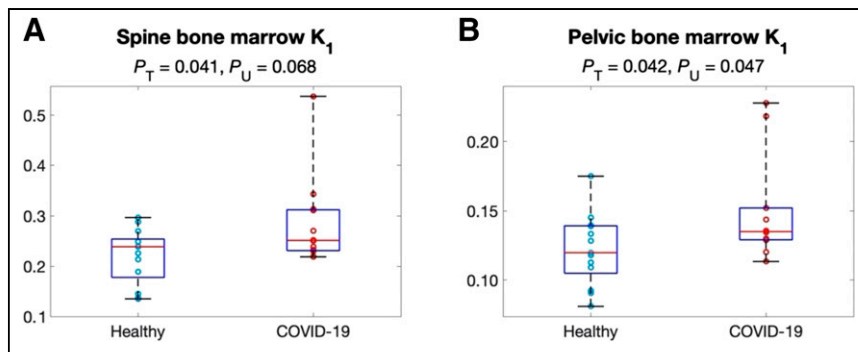 A
Spine bone marrow K1
PT = 0.041, PU = 0.068
0.5
0.4
0.3
0.2
0.1
Healthy
COVID-19
B
Pelvic bone marrow K1
PT = 0.042, PU = 0.047
0.20
0.15
0.10
Healthy
COVID-19